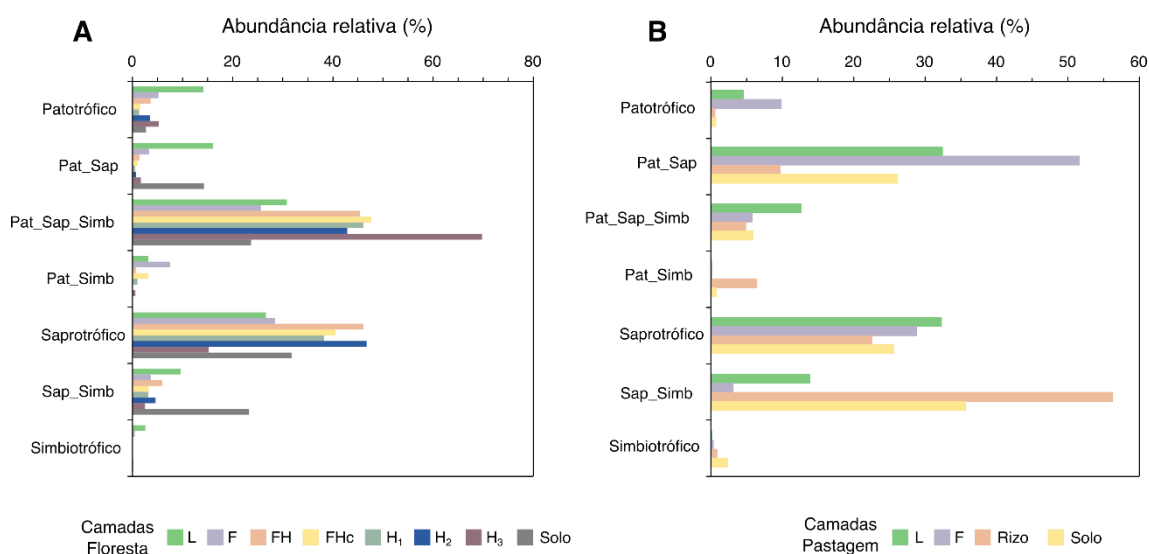 A
Abundância relativa (%)
0 20 40 60 80
Patotrófico
Pat_Sap
Pat_Sap_Simb
Pat_Simb
Saprotrófico
Sap_Simb
Simbiotrófico
Camadas
Floresta
L F FH FHc H₁ H₂ H₃ Solo
B
Abundância relativa (%)
0 10 20 30 40 50 60
Patotrófico
Pat_Sap
Pat_Sap_Simb
Pat_Simb
Saprotrófico
Sap_Simb
Simbiotrófico
Camadas
Pastagem
L F Rizo Solo